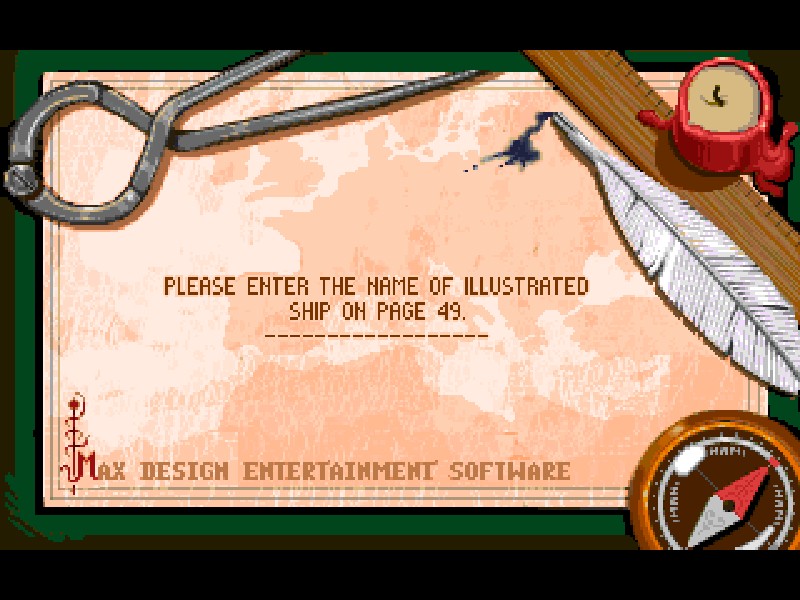 PLEASE ENTER THE NAME OF ILLUSTRATED
SHIP ON PAGE 49.
------------------
MAX DESIGN ENTERTAINMENT SOFTWARE